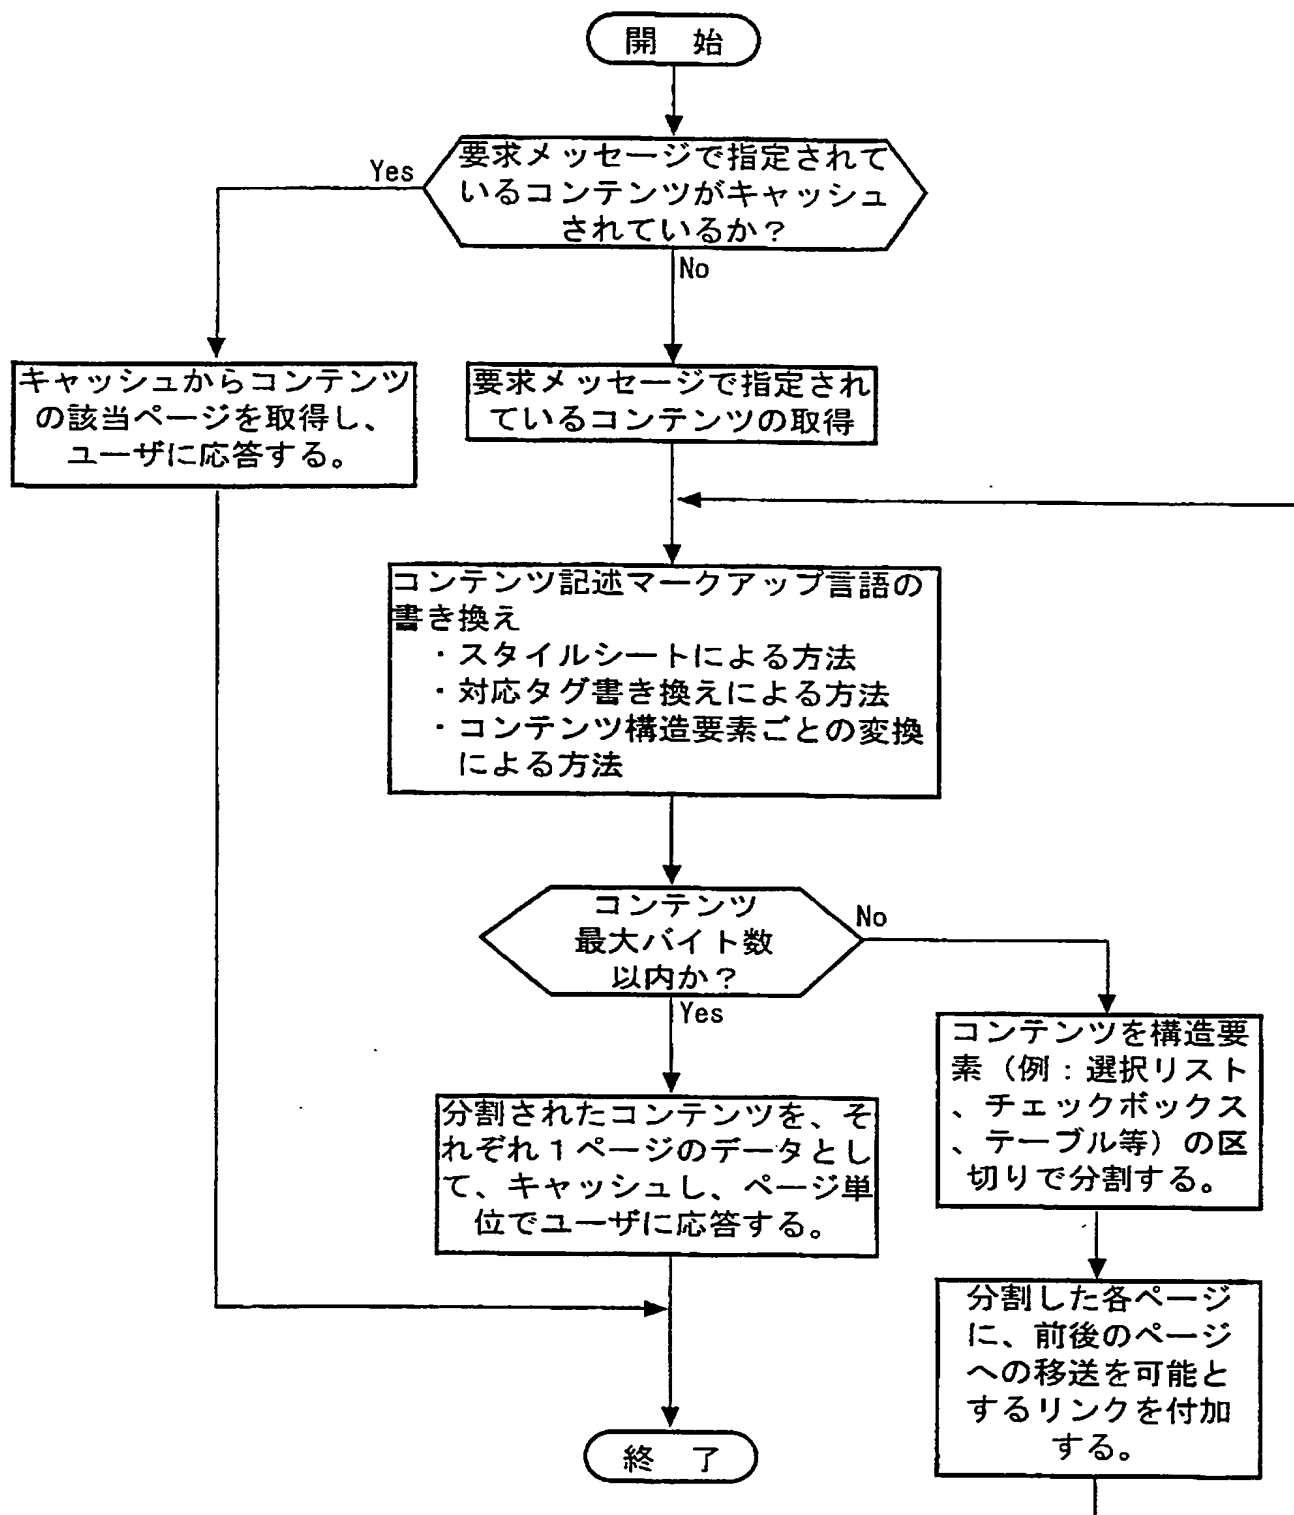 開 始
要求メッセージで指定されて
いるコンテンツがキャッシュ
されているか？
Yes
No
キャッシュからコンテンツ
の該当ページを取得し、
ユーザに応答する。
要求メッセージで指定され
ているコンテンツの取得
コンテンツ記述マークアップ言語の
書き換え
・スタイルシートによる方法
・対応タグ書き換えによる方法
・コンテンツ構造要素ごとの変換
による方法
コンテンツ
最大バイト数
以内か？
No
Yes
コンテンツを構造要
素（例：選択リスト
、チェックボックス
、テーブル等）の区
切りで分割する。
分割されたコンテンツを、そ
れぞれ１ページのデータとし
て、キャッシュし、ページ単
位でユーザに応答する。
分割した各ページ
に、前後のページ
への移送を可能と
するリンクを付加
する。
終 了